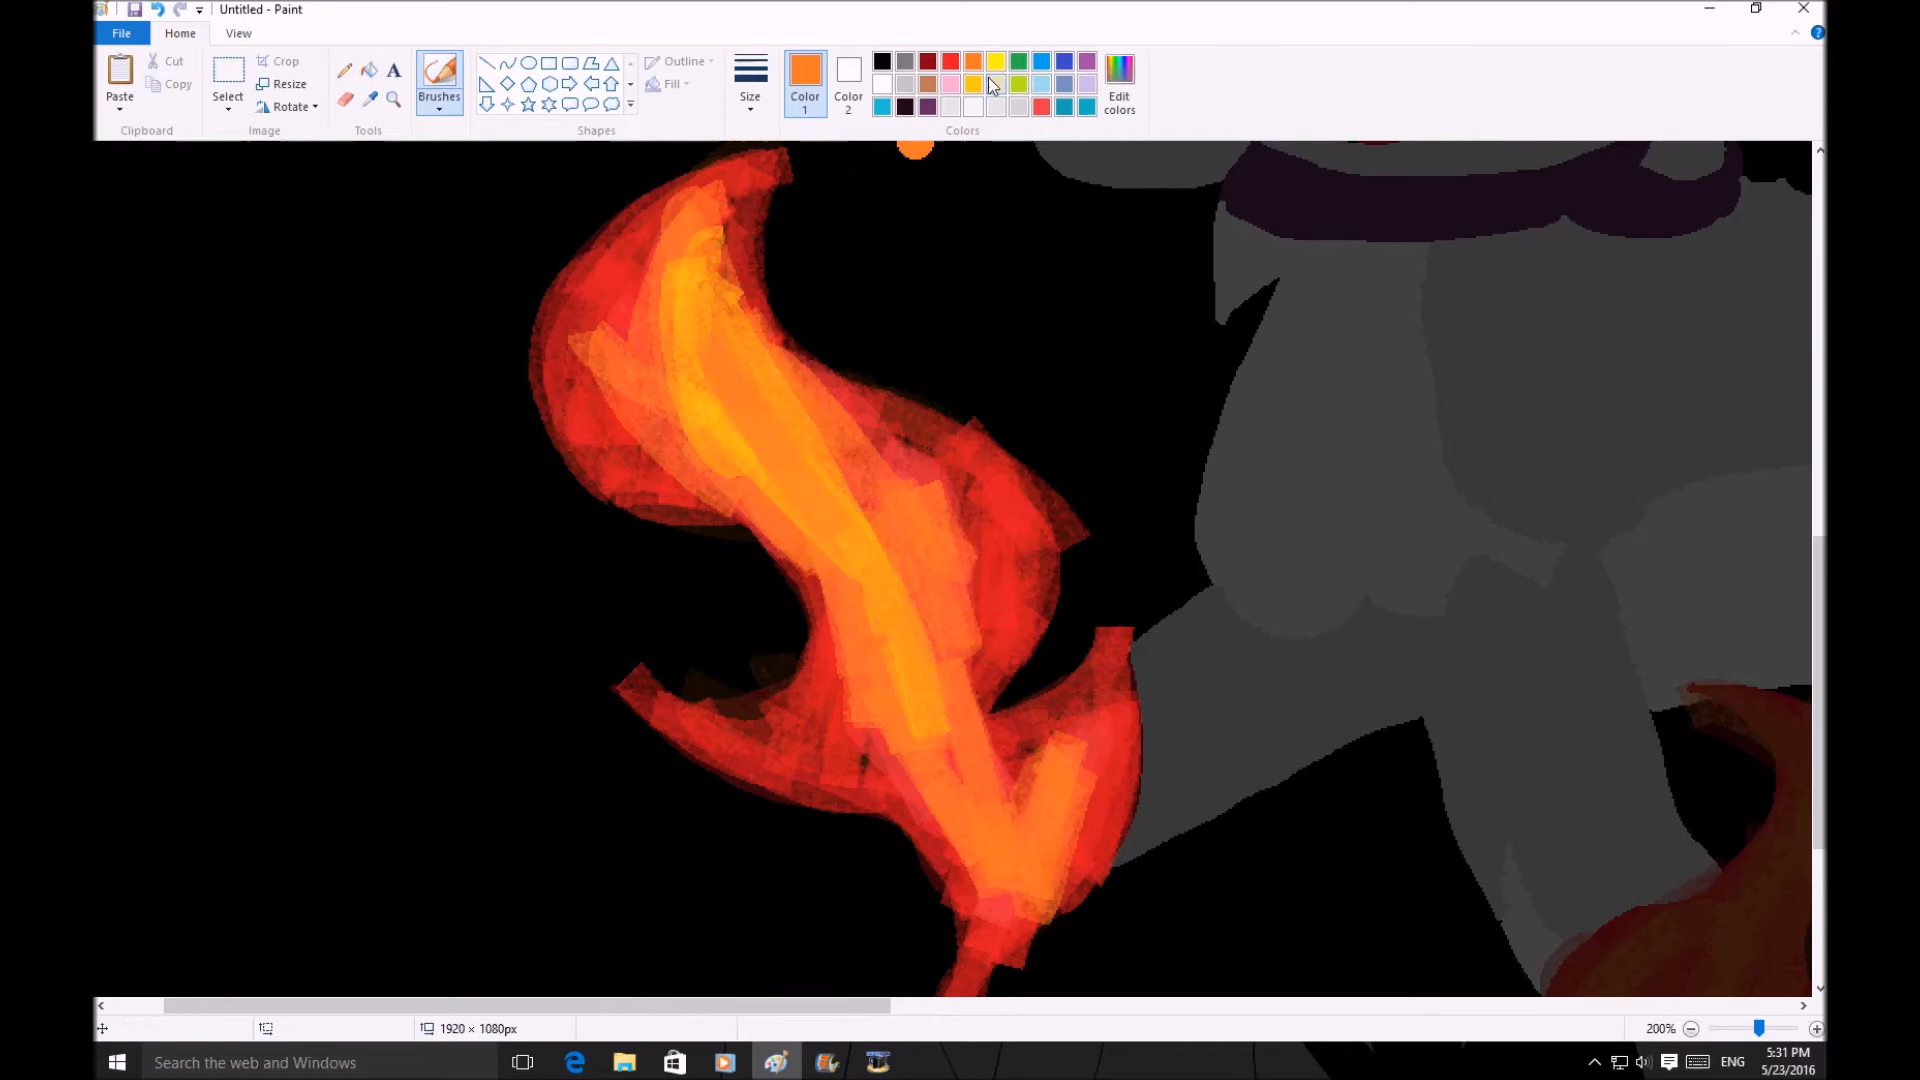 Untitled - Paint
File Home View
Paste
Cut
Copy
Clipboard
Select
Crop
Resize
Rotate
Image
A
Tools
Brushes
Shapes
Outline
Fill
Size
Color 1
Color 2
Edit colors
Colors
1920 × 1080px
200%
Search the web and Windows
ENG
5:31 PM
5/23/2016